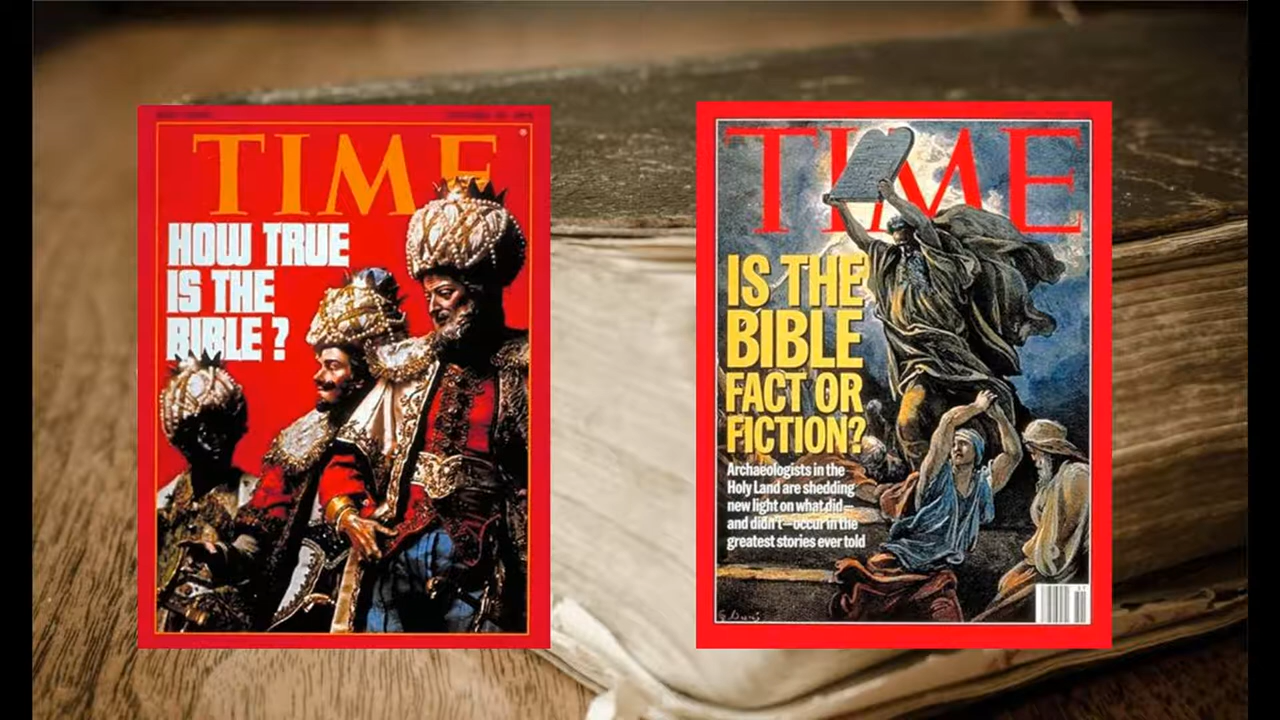 TIME
HOW TRUE
IS THE
BIBLE?
TIME
IS THE
BIBLE
FACT OR
FICTION?
Archaeologists in the
Holy Land are shedding
new light on what did—
and didn't—occur in the
greatest stories ever told